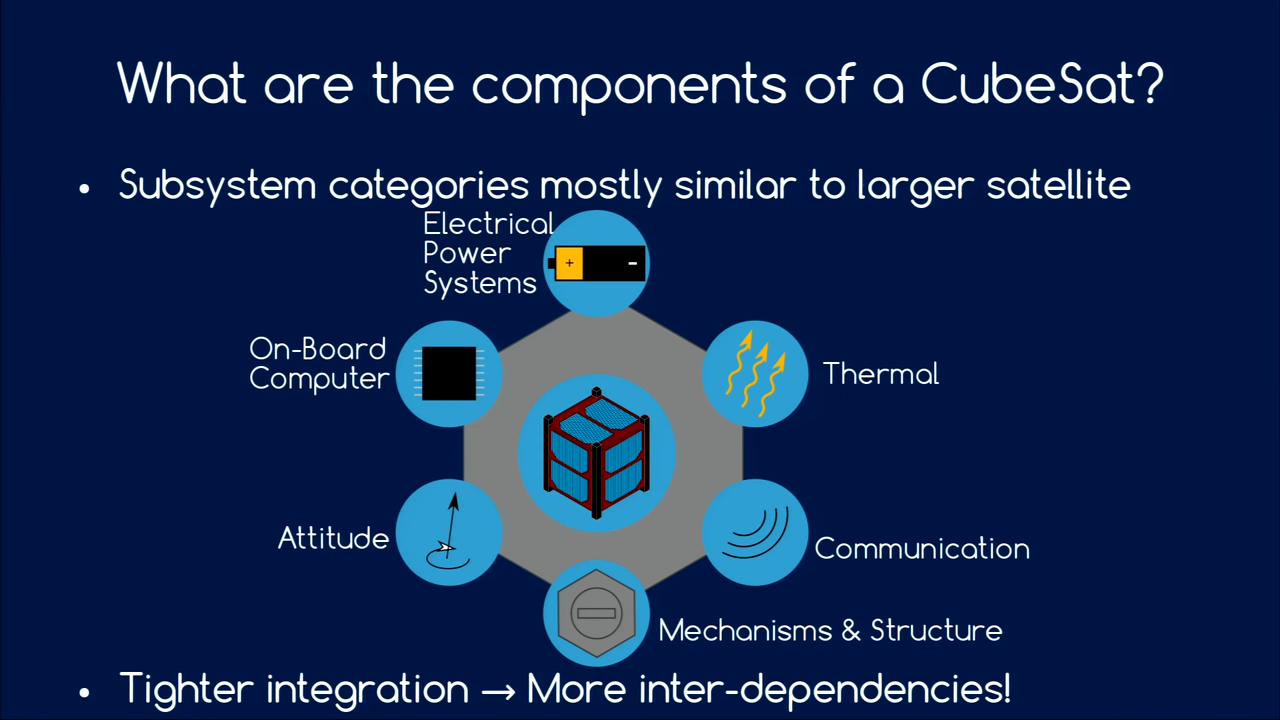 What are the components of a CubeSat?
• Subsystem categories mostly similar to larger satellite
Electrical
Power
Systems
+ -
On-Board
Computer
Thermal
Attitude
Communication
Mechanisms & Structure
• Tighter integration → More inter-dependencies!